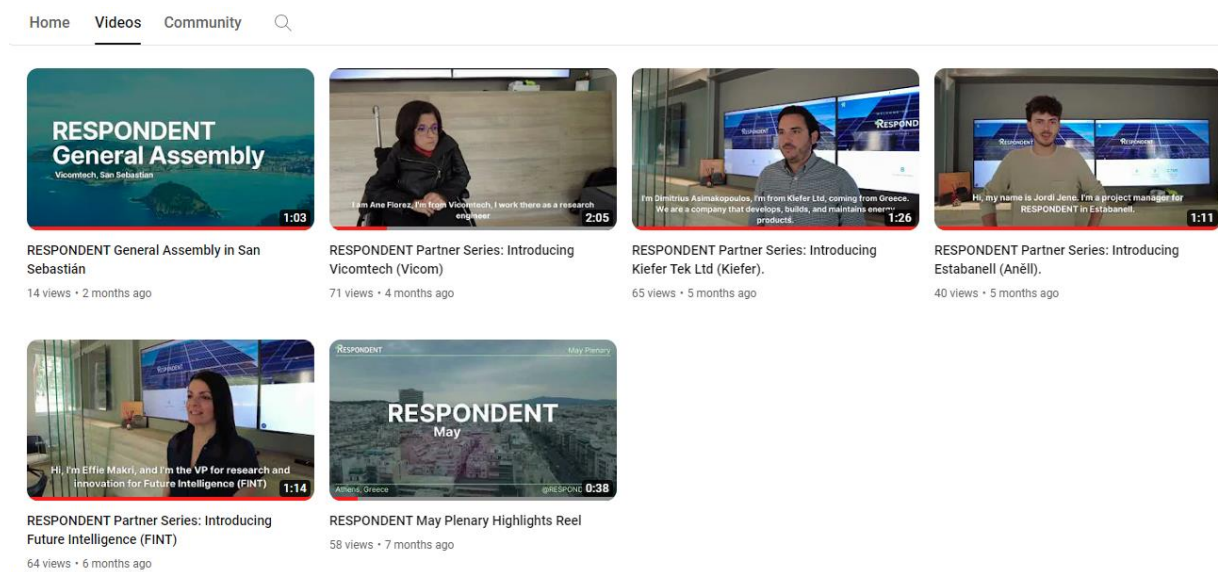 Home Videos Community
RESPONDENT
General Assembly
Vicomtech, San Sebastian
1:03
I am Ane Florez, I'm from Vicomtech, I work there as a research
engineer
2:05
RESPONDENT
RESPOND
I'm Dimitrius Asimakopoulos, I'm from Kiefer Ltd, coming from Greece.
We are a company that develops, builds, and maintains energy
products.
1:26
RESPONDENT
RESPONDENT
Hi, my name is Jordi Jene. I'm a project manager for
RESPONDENT in Estabanell.
1:11
RESPONDENT General Assembly in San
Sebastián
14 views • 2 months ago
RESPONDENT Partner Series: Introducing
Vicomtech (Vicom)
71 views • 4 months ago
RESPONDENT Partner Series: Introducing
Kiefer Tek Ltd (Kiefer).
65 views • 5 months ago
RESPONDENT Partner Series: Introducing
Estabanell (Anëll).
40 views • 5 months ago
RESPONDENT
Hi, I'm Effie Makri, and I'm the VP for research and
innovation for Future Intelligence (FINT)
1:14
RESPONDENT May Plenary
RESPONDENT
May
Athens, Greece @RESPOND
0:38
RESPONDENT Partner Series: Introducing
Future Intelligence (FINT)
64 views • 6 months ago
RESPONDENT May Plenary Highlights Reel
58 views • 7 months ago